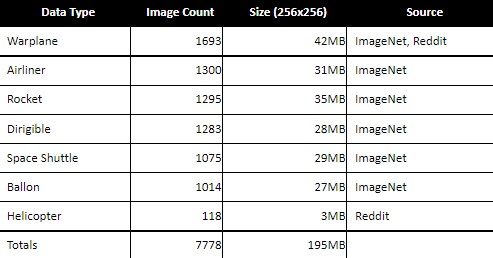 Data Type Image Count Size (256x256) Source
Warplane 1693 42MB ImageNet, Reddit
Airliner 1300 31MB ImageNet
Rocket 1295 35MB ImageNet
Dirigible 1283 28MB ImageNet
Space Shuttle 1075 29MB ImageNet
Ballon 1014 27MB ImageNet
Helicopter 118 3MB Reddit
Totals 7778 195MB